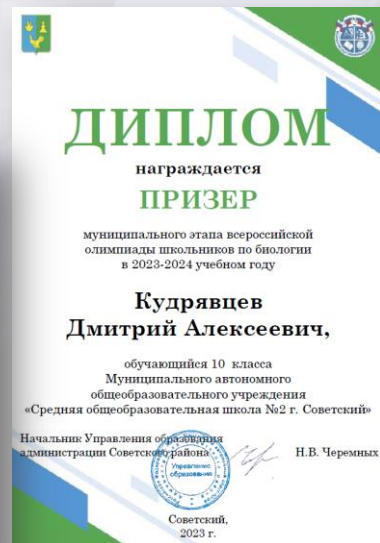 ДИПЛОМ
награждается
ПРИЗЕР
муниципального этапа всероссийской
олимпиады школьников по биологии
в 2023-2024 учебном году
Кудрявцев
Дмитрий Алексеевич,
обучающийся 10 класса
Муниципального автономного
общеобразовательного учреждения
«Средняя общеобразовательная школа №2 г. Советский»
Начальник Управления образования
администрации Советского района Н.В. Черемных
Управление
образования
Советский,
2023 г.